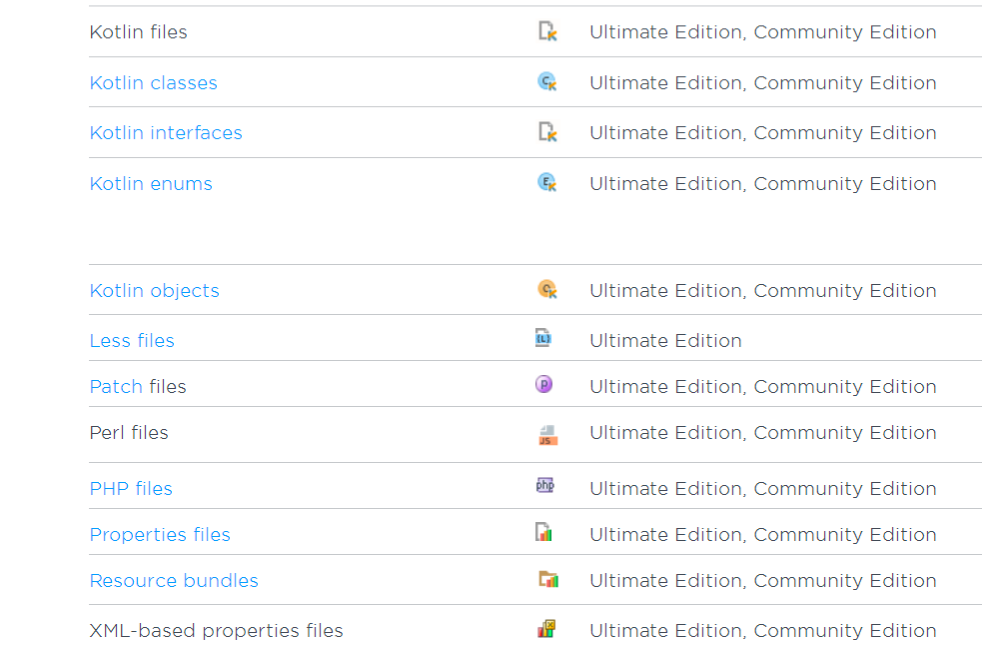 Kotlin files Ultimate Edition, Community Edition
Kotlin classes C Ultimate Edition, Community Edition
Kotlin interfaces Ultimate Edition, Community Edition
Kotlin enums E Ultimate Edition, Community Edition
Kotlin objects C Ultimate Edition, Community Edition
Less files {L} Ultimate Edition
Patch files P Ultimate Edition, Community Edition
Perl files JS Ultimate Edition, Community Edition
PHP files php Ultimate Edition, Community Edition
Properties files Ultimate Edition, Community Edition
Resource bundles Ultimate Edition, Community Edition
XML-based properties files Ultimate Edition, Community Edition